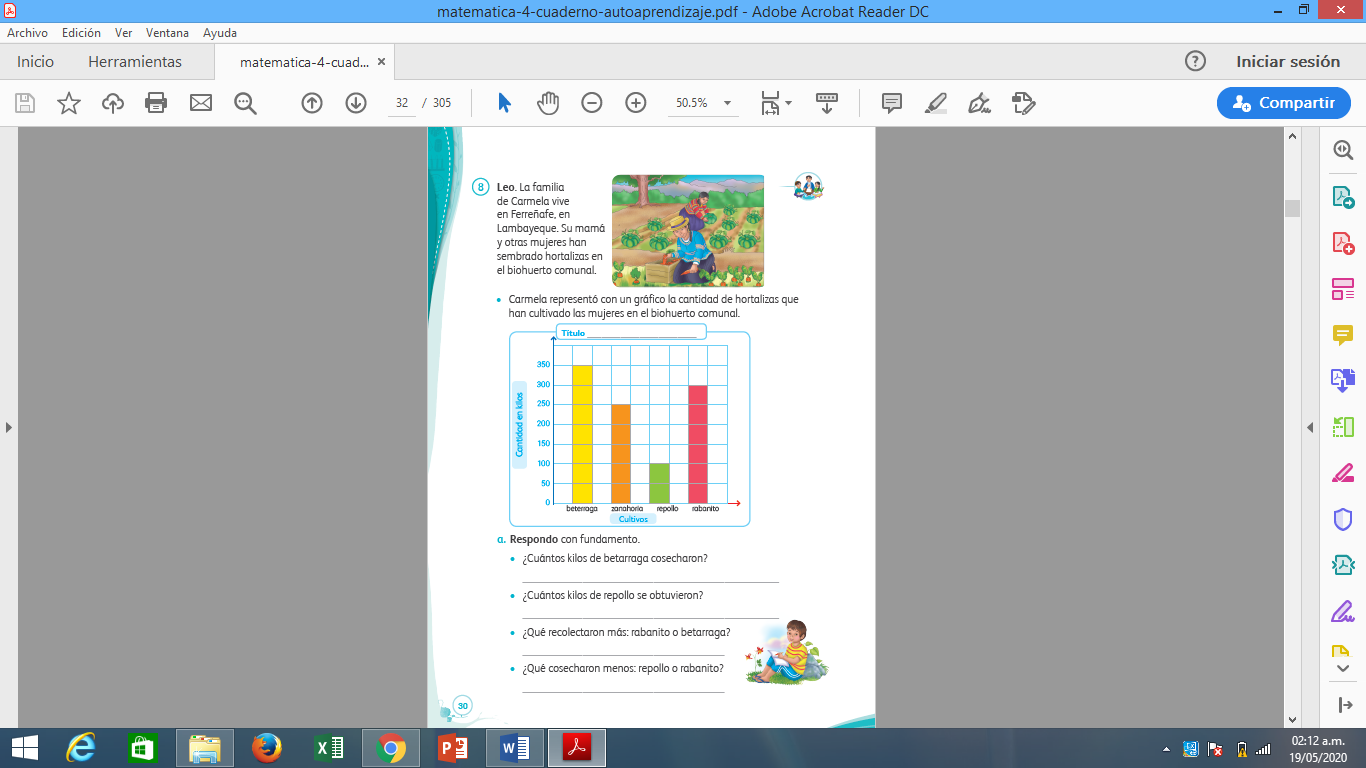 matematica-4-cuaderno-autoaprendizaje.pdf - Adobe Acrobat Reader DC
Archivo Edición Ver Ventana Ayuda
Inicio Herramientas matematica-4-cuad... Iniciar sesión
32 / 305 50.5% Compartir
8 Leo. La familia
de Carmela vive
en Ferreñafe, en
Lambayeque. Su mamá
y otras mujeres han
sembrado hortalizas en
el biohuerto comunal.
• Carmela representó con un gráfico la cantidad de hortalizas que
han cultivado las mujeres en el biohuerto comunal.
Título
Cantidad en kilos
350
300
250
200
150
100
50
0
beterraga zanahoria repollo rabanito
Cultivos
a. Respondo con fundamento.
• ¿Cuántos kilos de betarraga cosecharon?
• ¿Cuántos kilos de repollo se obtuvieron?
• ¿Qué recolectaron más: rabanito o betarraga?
• ¿Qué cosecharon menos: repollo o rabanito?
30
02:12 a.m.
19/05/2020